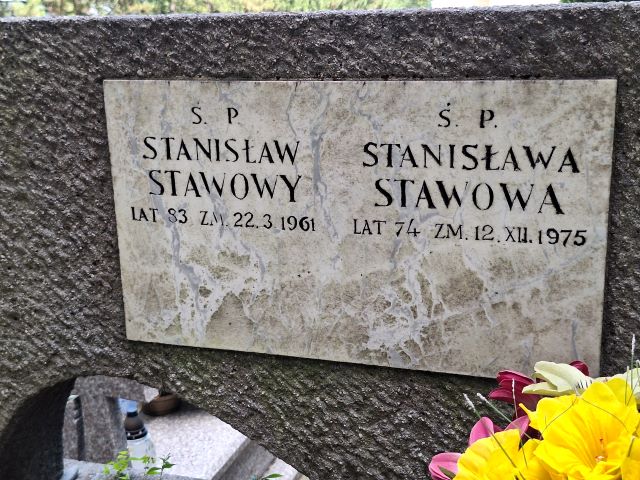 Ś. P
STANISŁAW
STAWOWY
LAT 83 ZM. 22.3.1961
Ś. P.
STANISŁAWA
STAWOWA
LAT 74 ZM. 12.XII.1975